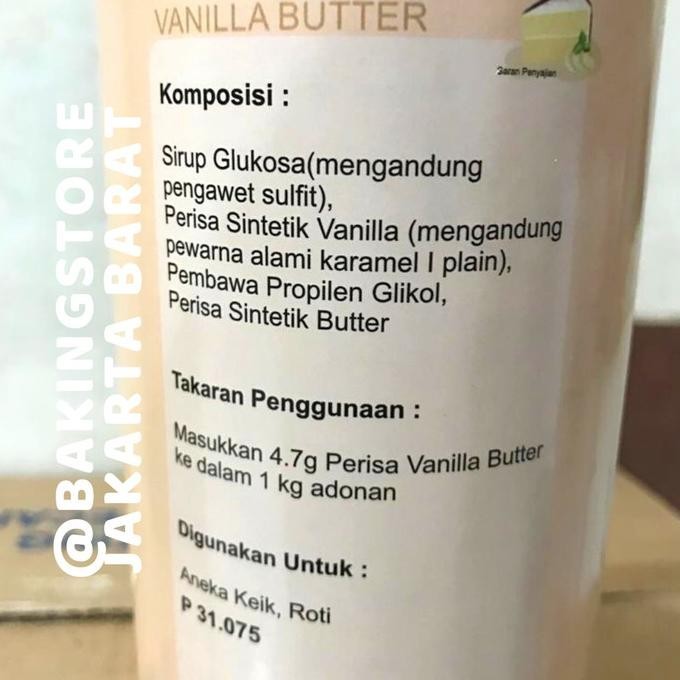 VANILLA BUTTER
Saran Penyajian
Komposisi :
Sirup Glukosa(mengandung
pengawet sulfit),
Perisa Sintetik Vanilla (mengandung
pewarna alami karamel I plain),
Pembawa Propilen Glikol,
Perisa Sintetik Butter
Takaran Penggunaan :
Masukkan 4.7g Perisa Vanilla Butter
ke dalam 1 kg adonan
Digunakan Untuk :
Aneka Keik, Roti
P 31.075
@BAKINGSTORE
JAKARTA BARAT